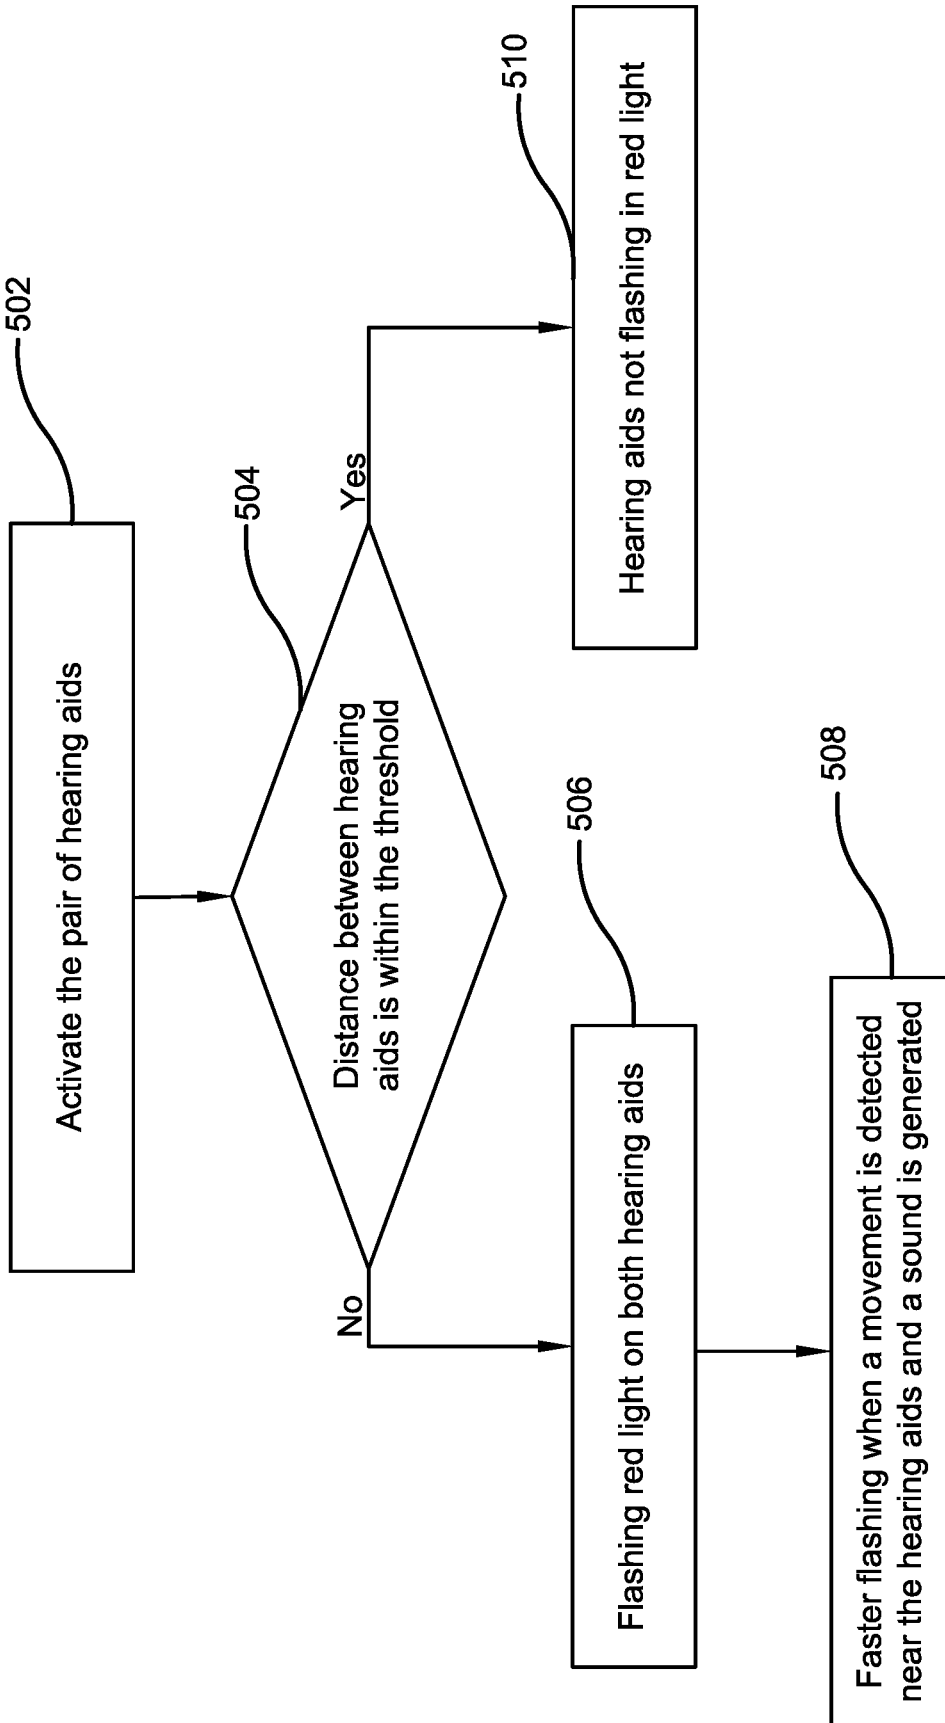 Activate the pair of hearing aids
502
504
Distance between hearing
aids is within the threshold
No
Yes
506
Flashing red light on both hearing aids
510
Hearing aids not flashing in red light
508
Faster flashing when a movement is detected
near the hearing aids and a sound is generated